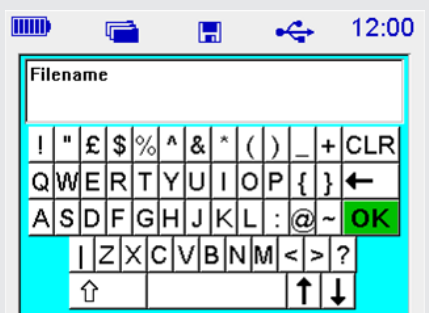 12:00
Filename
! " £ $ % ^ & * ( ) _ + CLR
Q W E R T Y U I O P { } ←
A S D F G H J K L : @ ~ OK
| Z X C V B N M < > ?
⇧ ↑ ↓